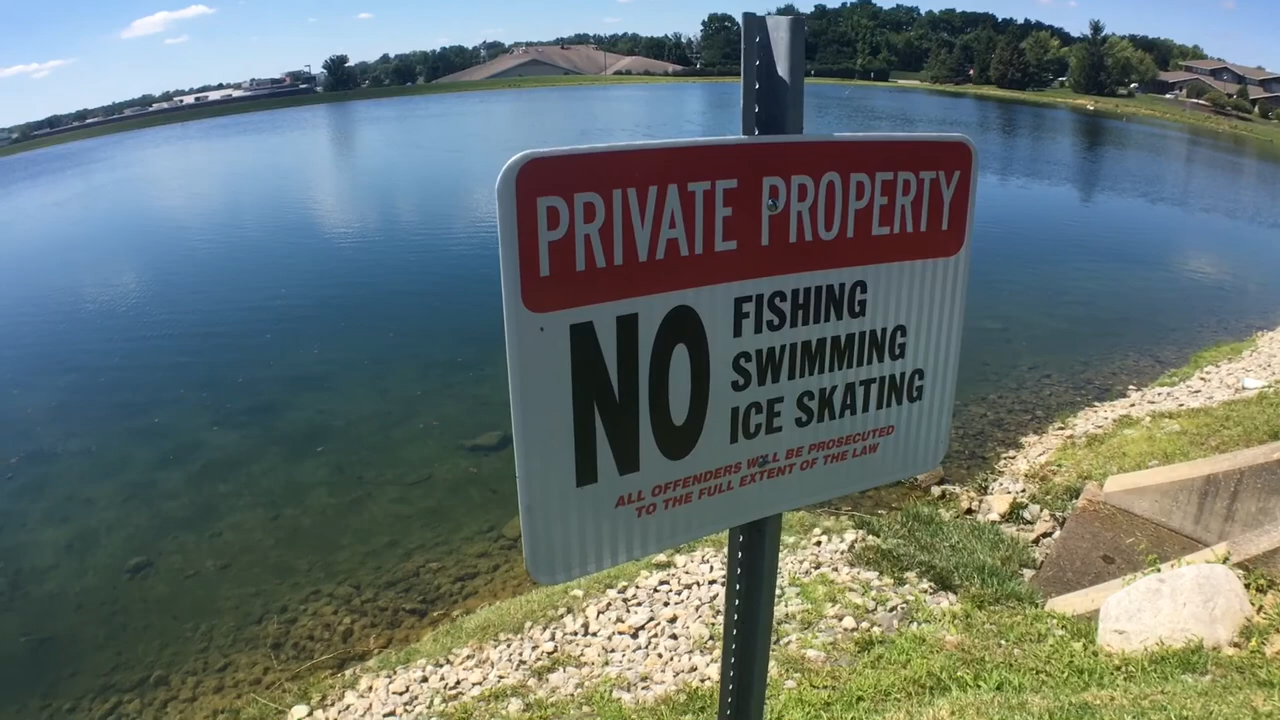 PRIVATE PROPERTY
NO
FISHING
SWIMMING
ICE SKATING
ALL OFFENDERS WILL BE PROSECUTED
TO THE FULL EXTENT OF THE LAW